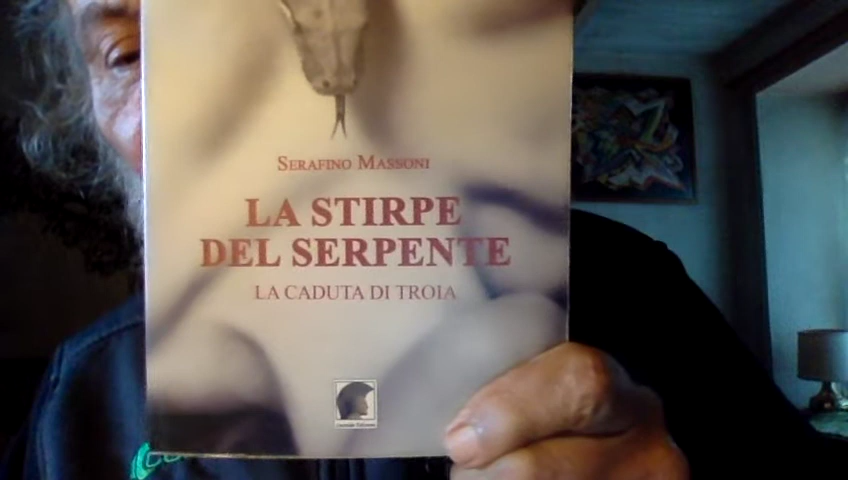 SERAFINO MASSONI
LA STIRPE
DEL SERPENTE
LA CADUTA DI TROIA